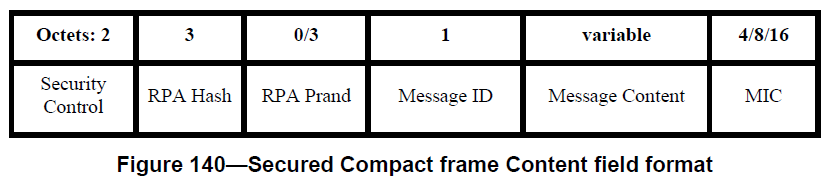 Octets: 2 3 0/3 1 variable 4/8/16
Security Control RPA Hash RPA Prand Message ID Message Content MIC
Figure 140—Secured Compact frame Content field format